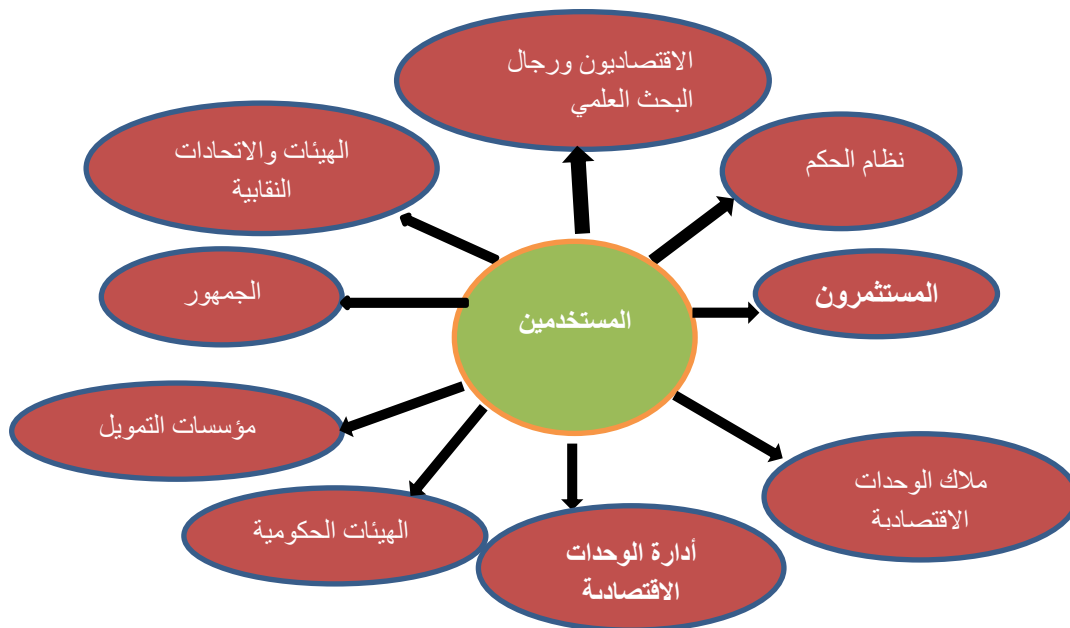 الاقتصاديون ورجال
البحث العلمي
نظام الحكم
الهيئات والاتحادات
النقابية
المستثمرون
الجمهور
المستخدمين
مؤسسات التمويل
ملاك الوحدات
الاقتصادية
الهيئات الحكومية
أدارة الوحدات
الاقتصادية